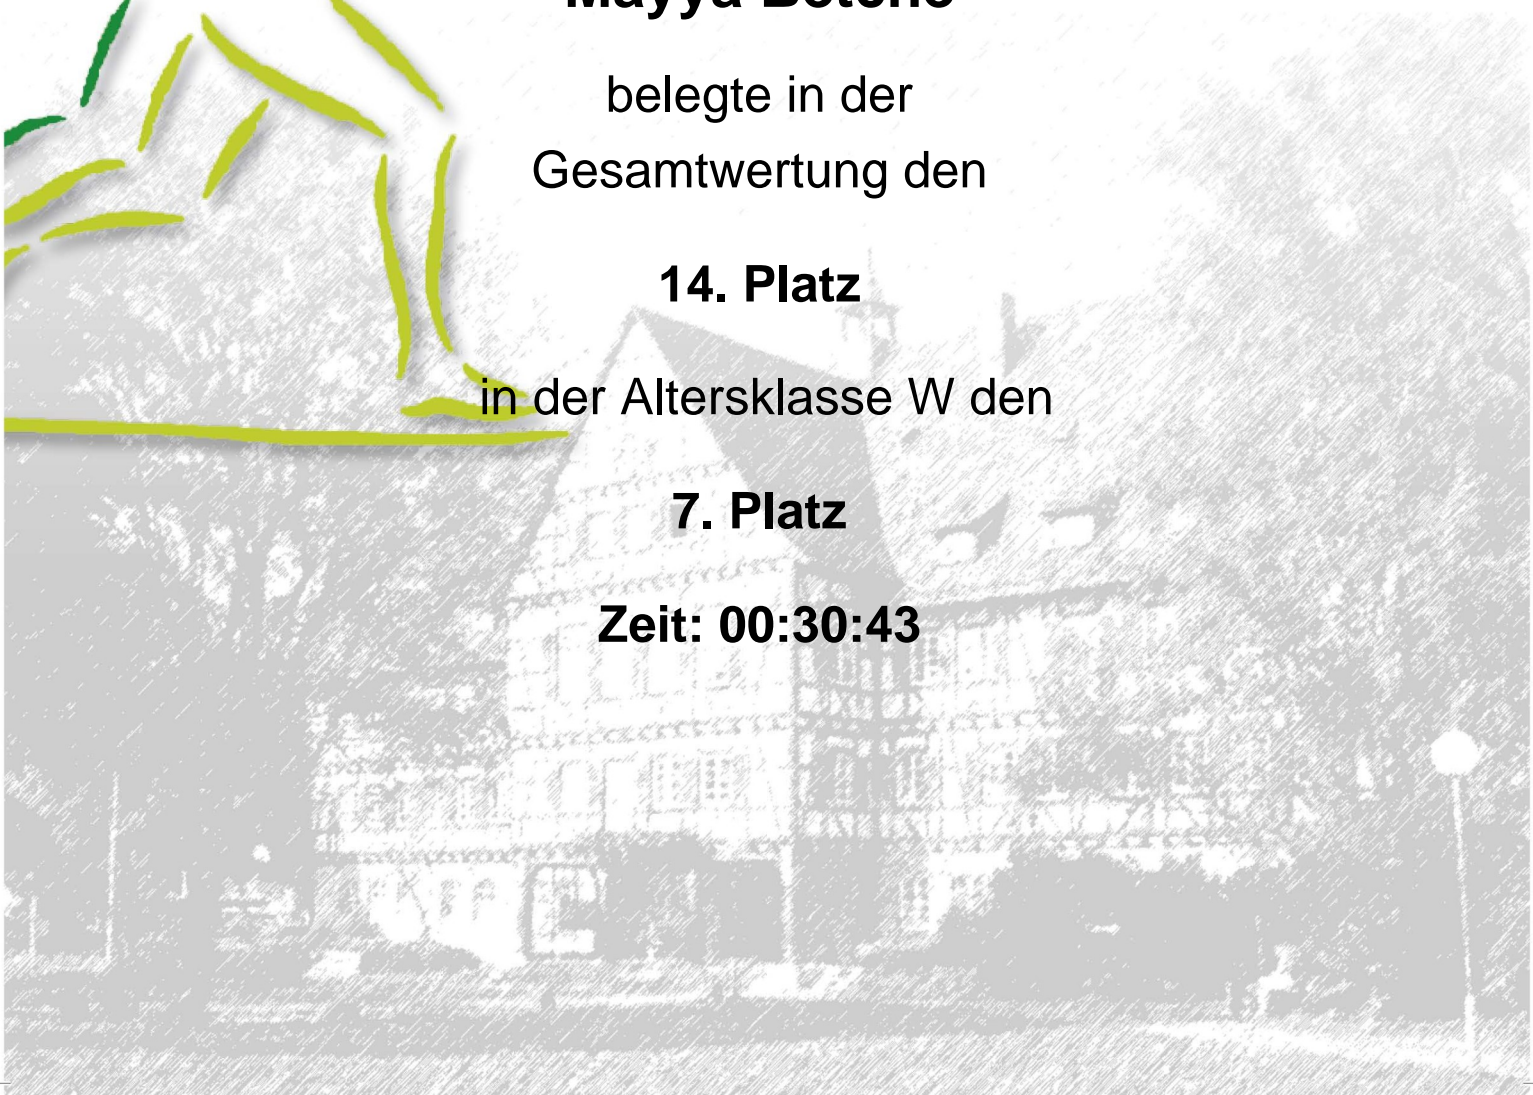 belegte in der
Gesamtwertung den
14. Platz
in der Altersklasse W den
7. Platz
Zeit: 00:30:43